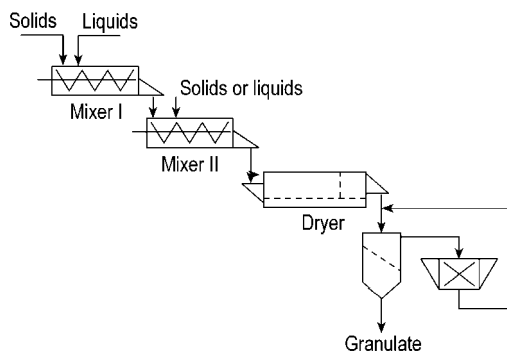 Solids
Liquids
Mixer I
Solids or liquids
Mixer II
Dryer
Granulate